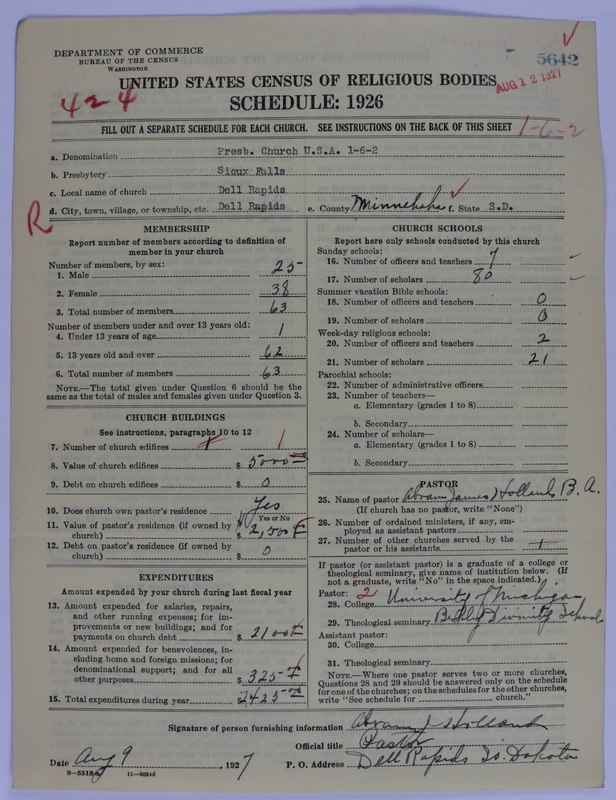 DEPARTMENT OF COMMERCE
BUREAU OF THE CENSUS
WASHINGTON
5642
AUG 12 1927
UNITED STATES CENSUS OF RELIGIOUS BODIES
424
SCHEDULE: 1926
FILL OUT A SEPARATE SCHEDULE FOR EACH CHURCH. SEE INSTRUCTIONS ON THE BACK OF THIS SHEET
1-6-2
a. Denomination Presb. Church U.S.A. 1-6-2
b. Presbytery Sioux Falls
c. Local name of church Dell Rapids
d. City, town, village, or township, etc. Dell Rapids e. County Minnehaha f. State S.D.
R
MEMBERSHIP
Report number of members according to definition of
member in your church
Number of members, by sex:
1. Male 25
2. Female 38
3. Total number of members 63
Number of members under and over 13 years old:
4. Under 13 years of age 1
5. 13 years old and over 62
6. Total number of members 63
NOTE.—The total given under Question 6 should be the
same as the total of males and females given under Question 3.
CHURCH BUILDINGS
See instructions, paragraphs 10 to 12
7. Number of church edifices 1 1
8. Value of church edifices $ 5000
9. Debt on church edifices $ 0
10. Does church own pastor's residence Yes
Yes or No
11. Value of pastor's residence (if owned by
church) $ 2,500
12. Debt on pastor's residence (if owned by
church) $ 0
EXPENDITURES
Amount expended by your church during last fiscal year
13. Amount expended for salaries, repairs,
and other running expenses; for im-
provements or new buildings; and for
payments on church debt $ 2100
14. Amount expended for benevolences, in-
cluding home and foreign missions; for
denominational support; and for all
other purposes $ 325
15. Total expenditures during year $ 2425
CHURCH SCHOOLS
Report here only schools conducted by this church
Sunday schools:
16. Number of officers and teachers 7
17. Number of scholars 80
Summer vacation Bible schools:
18. Number of officers and teachers 0
19. Number of scholars 0
Week-day religious schools:
20. Number of officers and teachers 2
21. Number of scholars 21
Parochial schools:
22. Number of administrative officers
23. Number of teachers—
a. Elementary (grades 1 to 8)
b. Secondary
24. Number of scholars—
a. Elementary (grades 1 to 8)
b. Secondary
PASTOR
25. Name of pastor Abram James Holland B. A.
(If church has no pastor, write "None")
26. Number of ordained ministers, if any, em-
ployed as assistant pastors
27. Number of other churches served by the
pastor or his assistants 1
If pastor (or assistant pastor) is a graduate of a college or
theological seminary, give name of institution below. (If
not a graduate, write "No" in the space indicated.)
Pastor: 2
28. College University of Michigan
29. Theological seminary Divinity School
Assistant pastor:
30. College
31. Theological seminary
NOTE.—Where one pastor serves two or more churches,
Questions 28 and 29 should be answered only on the schedule
for one of the churches; on the schedules for the other churches,
write "See schedule for church."
Signature of person furnishing information Abram J Holland
Official title Pastor
Date Aug 9, 1927 P. O. Address Dell Rapids So. Dakota